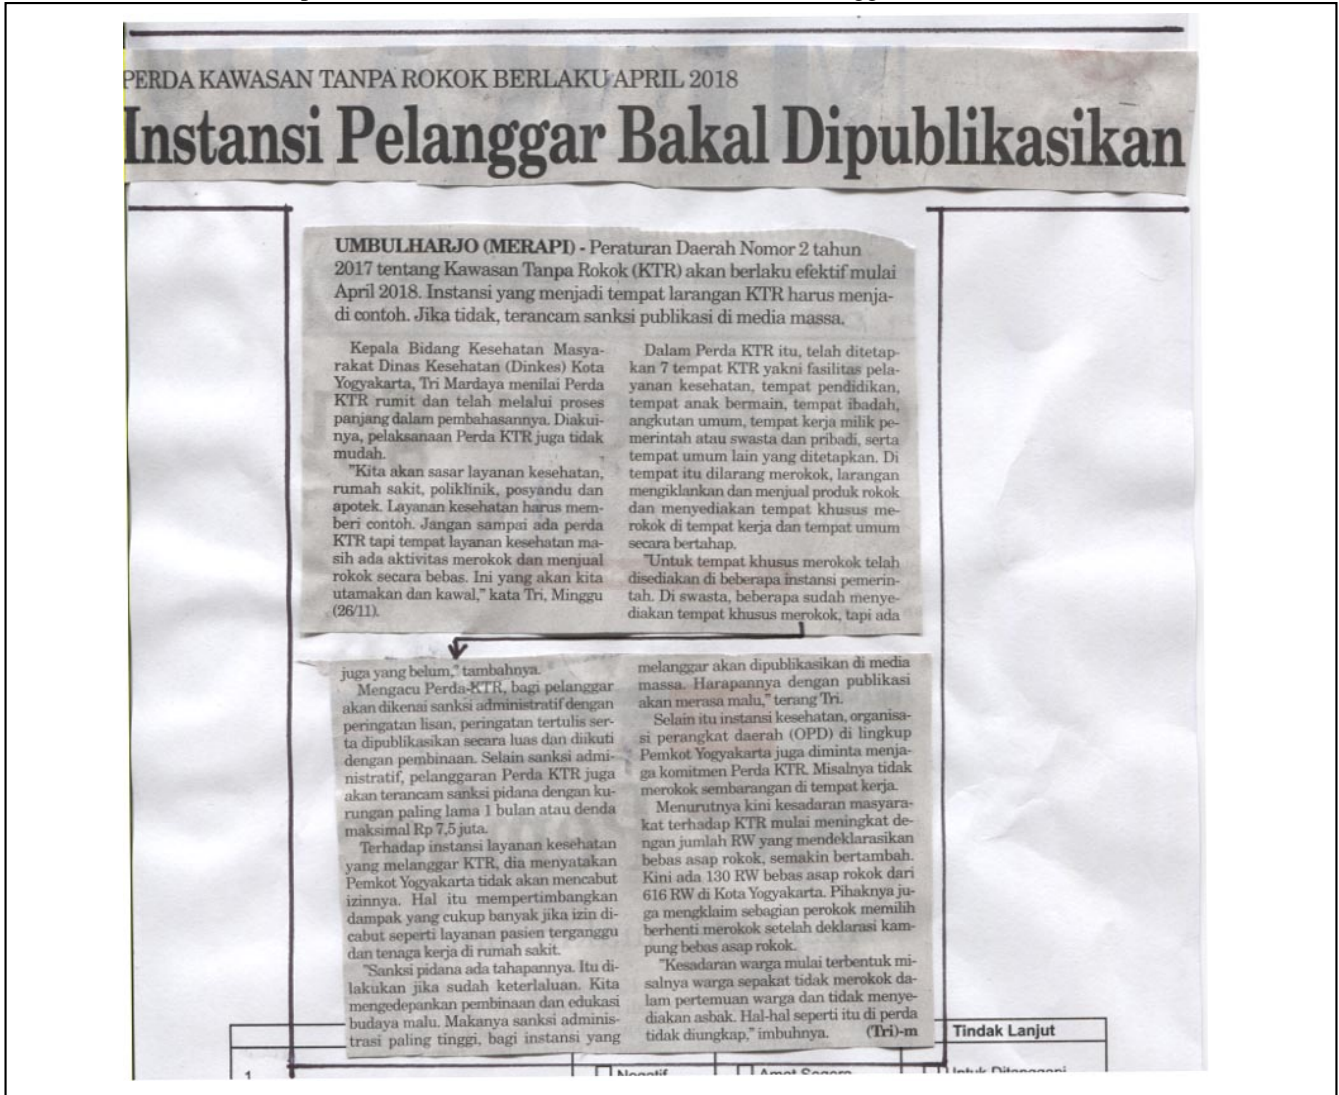 PERDA KAWASAN TANPA ROKOK BERLAKU APRIL 2018
Instansi Pelanggar Bakal Dipublikasikan
UMBULHARJO (MERAPI) - Peraturan Daerah Nomor 2 tahun
2017 tentang Kawasan Tanpa Rokok (KTR) akan berlaku efektif mulai
April 2018. Instansi yang menjadi tempat larangan KTR harus menja-
di contoh. Jika tidak, terancam sanksi publikasi di media massa.
Kepala Bidang Kesehatan Masya-
rakat Dinas Kesehatan (Dinkes) Kota
Yogyakarta, Tri Mardaya menilai Perda
KTR rumit dan telah melalui proses
panjang dalam pembahasannya. Diakui-
nya, pelaksanaan Perda KTR juga tidak
mudah.
"Kita akan sasar layanan kesehatan,
rumah sakit, poliklinik, posyandu dan
apotek. Layanan kesehatan harus mem-
beri contoh. Jangan sampai ada perda
KTR tapi tempat layanan kesehatan ma-
sih ada aktivitas merokok dan menjual
rokok secara bebas. Ini yang akan kita
utamakan dan kawal," kata Tri, Minggu
(26/11).
Dalam Perda KTR itu, telah ditetap-
kan 7 tempat KTR yakni fasilitas pela-
yanan kesehatan, tempat pendidikan,
tempat anak bermain, tempat ibadah,
angkutan umum, tempat kerja milik pe-
merintah atau swasta dan pribadi, serta
tempat umum lain yang ditetapkan. Di
tempat itu dilarang merokok, larangan
mengiklankan dan menjual produk rokok
dan menyediakan tempat khusus me-
rokok di tempat kerja dan tempat umum
secara bertahap.
"Untuk tempat khusus merokok telah
disediakan di beberapa instansi pemerin-
tah. Di swasta, beberapa sudah menye-
diakan tempat khusus merokok, tapi ada
juga yang belum," tambahnya.
Mengacu Perda KTR, bagi pelanggar
akan dikenai sanksi administratif dengan
peringatan lisan, peringatan tertulis ser-
ta dipublikasikan secara luas dan diikuti
dengan pembinaan. Selain sanksi admi-
nistratif, pelanggaran Perda KTR juga
akan terancam sanksi pidana dengan ku-
rungan paling lama 1 bulan atau denda
maksimal Rp 7,5 juta.
Terhadap instansi layanan kesehatan
yang melanggar KTR, dia menyatakan
Pemkot Yogyakarta tidak akan mencabut
izinnya. Hal itu mempertimbangkan
dampak yang cukup banyak jika izin di-
cabut seperti layanan pasien terganggu
dan tenaga kerja di rumah sakit.
"Sanksi pidana ada tahapannya. Itu di-
lakukan jika sudah keterlaluan. Kita
mengedepankan pembinaan dan edukasi
budaya malu. Makanya sanksi adminis-
trasi paling tinggi, bagi instansi yang
melanggar akan dipublikasikan di media
massa. Harapannya dengan publikasi
akan merasa malu," terang Tri.
Selain itu instansi kesehatan, organisa-
si perangkat daerah (OPD) di lingkup
Pemkot Yogyakarta juga diminta menja-
ga komitmen Perda KTR. Misalnya tidak
merokok sembarangan di tempat kerja.
Menurutnya kini kesadaran masyara-
kat terhadap KTR mulai meningkat de-
ngan jumlah RW yang mendeklarasikan
bebas asap rokok, semakin bertambah.
Kini ada 130 RW bebas asap rokok dari
616 RW di Kota Yogyakarta. Pihaknya ju-
ga mengklaim sebagian perokok memilih
berhenti merokok setelah deklarasi kam-
pung bebas asap rokok.
"Kesadaran warga mulai terbentuk mi-
salnya warga sepakat tidak merokok da-
lam pertemuan warga dan tidak menye-
diakan asbak. Hal-hal seperti itu di perda
tidak diungkap," imbuhnya. (Tri)-m
Tindak Lanjut
1